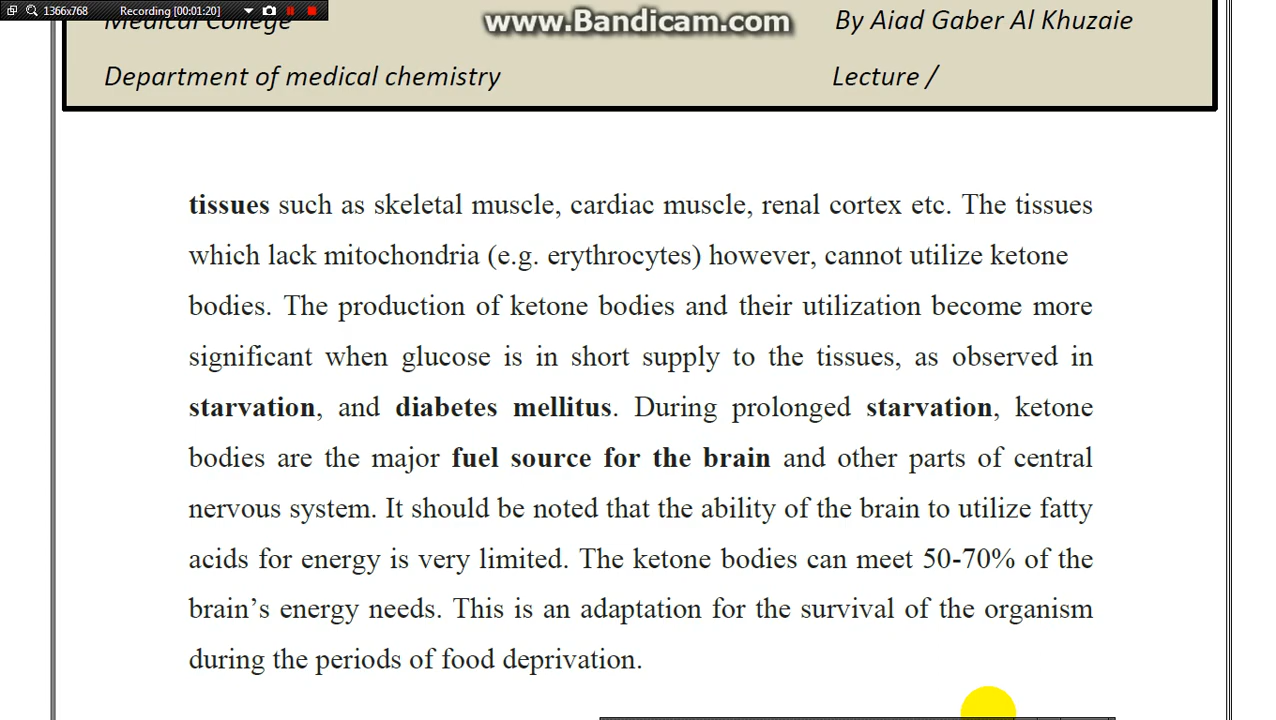 1366x768 Recording [00:01:20]
www.Bandicam.com
Medical College By Aiad Gaber Al Khuzaie
Department of medical chemistry Lecture /
tissues such as skeletal muscle, cardiac muscle, renal cortex etc. The tissues
which lack mitochondria (e.g. erythrocytes) however, cannot utilize ketone
bodies. The production of ketone bodies and their utilization become more
significant when glucose is in short supply to the tissues, as observed in
starvation, and diabetes mellitus. During prolonged starvation, ketone
bodies are the major fuel source for the brain and other parts of central
nervous system. It should be noted that the ability of the brain to utilize fatty
acids for energy is very limited. The ketone bodies can meet 50-70% of the
brain's energy needs. This is an adaptation for the survival of the organism
during the periods of food deprivation.